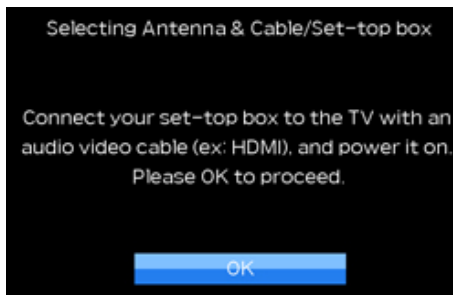 Selecting Antenna & Cable/Set-top box
Connect your set-top box to the TV with an
audio video cable (ex: HDMI), and power it on.
Please OK to proceed.
OK